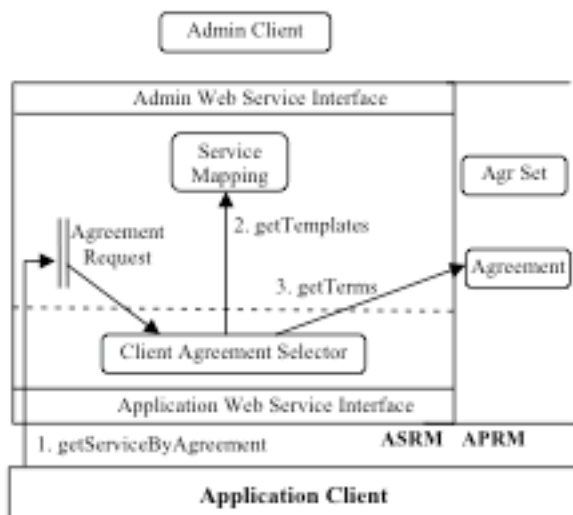 Admin Client
Admin Web Service Interface
Service
Mapping
Agr Set
Agreement
Request
2. getTemplates
Agreement
3. getTerms
Client Agreement Selector
Application Web Service Interface
1. getServiceByAgreement
ASRM
APRM
Application Client